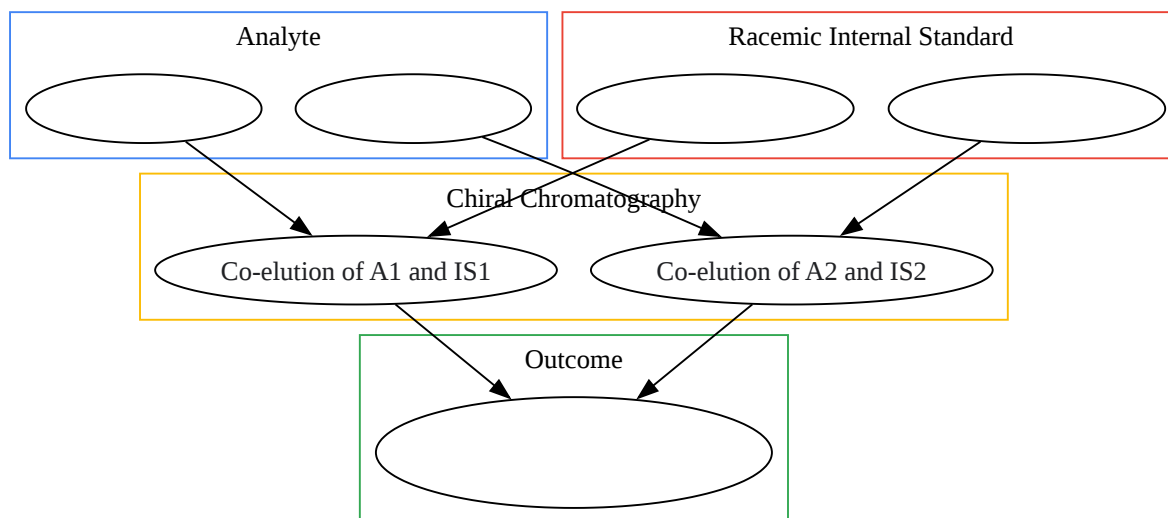 Analyte
Racemic Internal Standard
Chiral Chromatography
Co-elution of A1 and IS1
Co-elution of A2 and IS2
Outcome